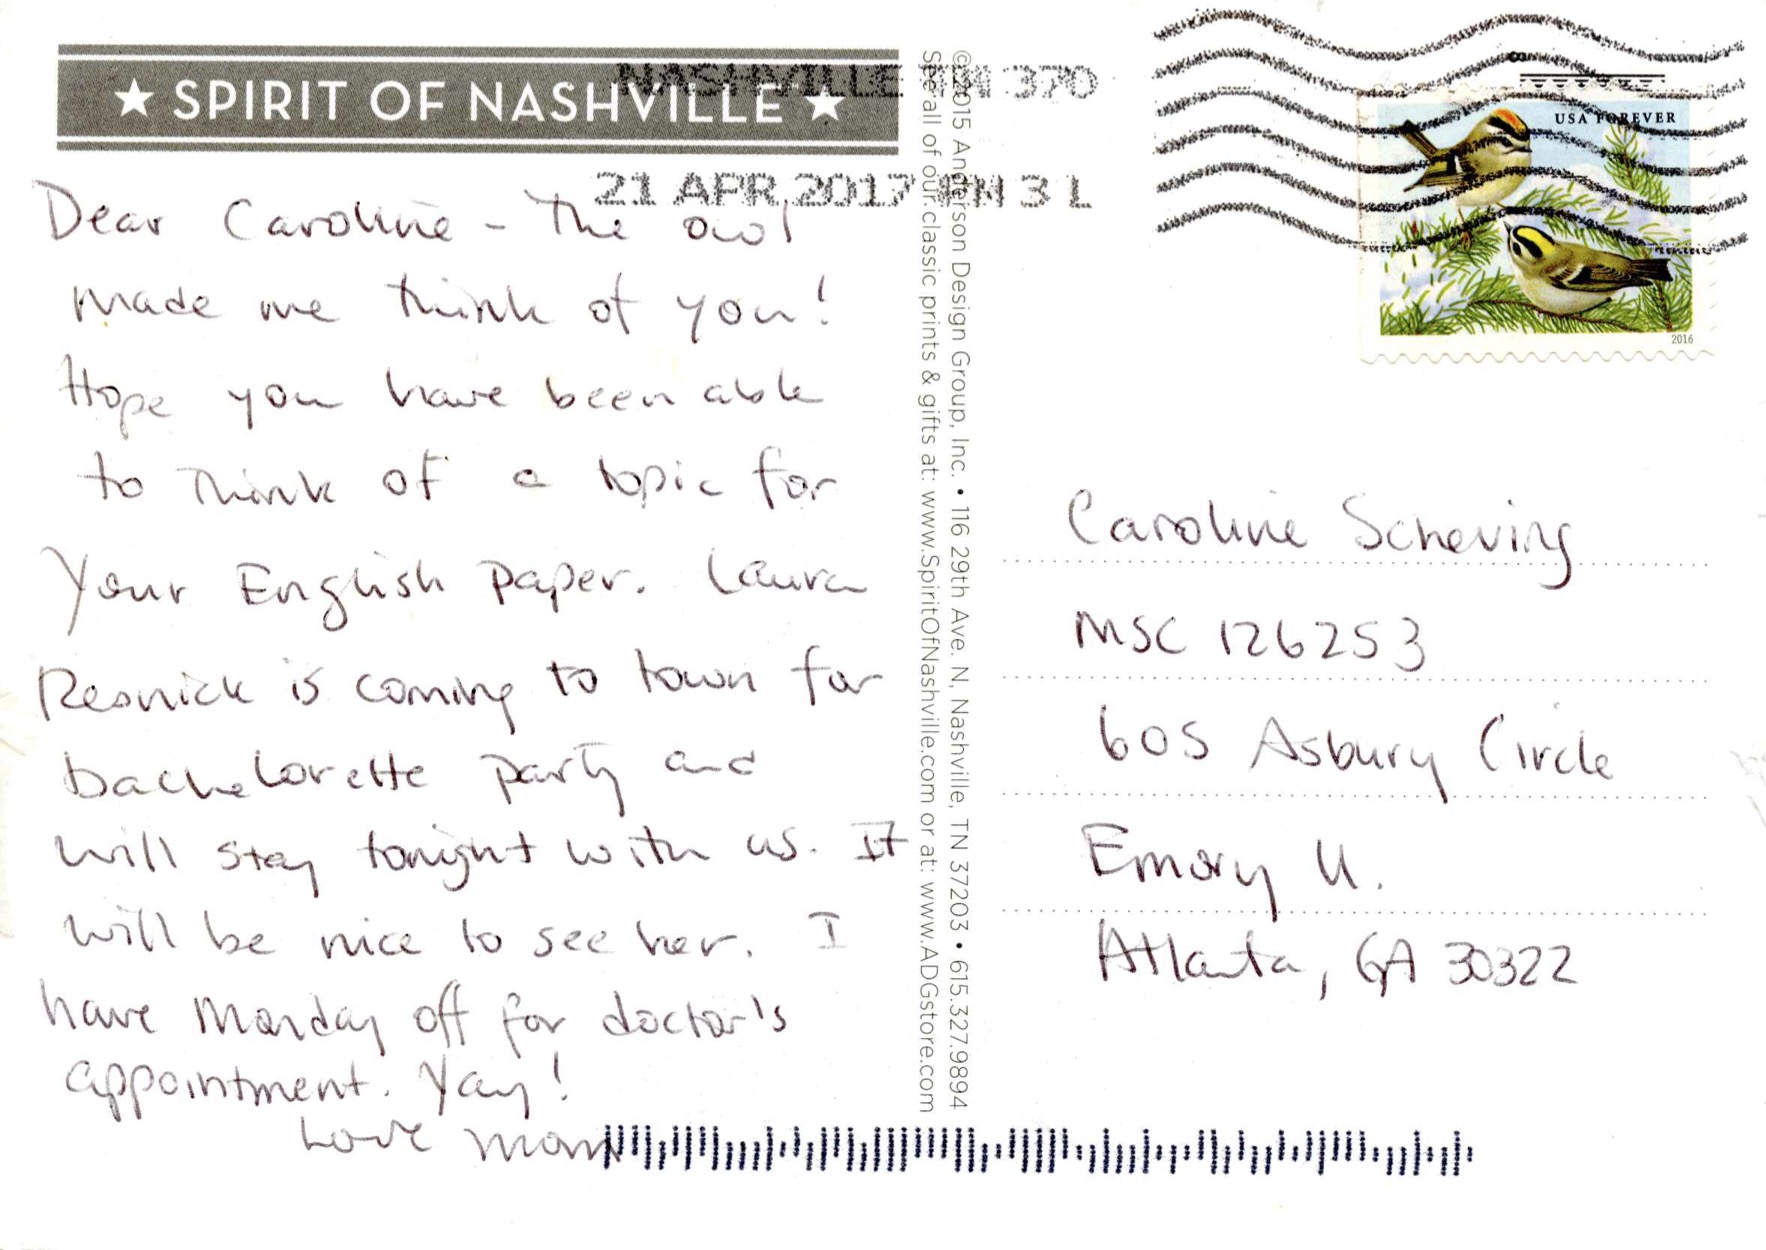 ★ SPIRIT OF NASHVILLE ★
NASHVILLE TN 370
21 APR 2017 PM 3 L
USA FOREVER
2016
Dear Caroline - The owl
made me think of you!
Hope you have been able
to think of a topic for
your English paper. Laura
Resnick is coming to town for
bachelorette party and
will stay tonight with us. It
will be nice to see her. I
have Monday off for doctor's
appointment. Yay!
Love Mom
©2015 Anderson Design Group, Inc. • 116 29th Ave. N, Nashville, TN 37203 • 615.327.9894
See all of our classic prints & gifts at: www.SpiritOfNashville.com or at: www.ADGstore.com
Caroline Scheving
MSC 126253
605 Asbury Circle
Emory U.
Atlanta, GA 30322